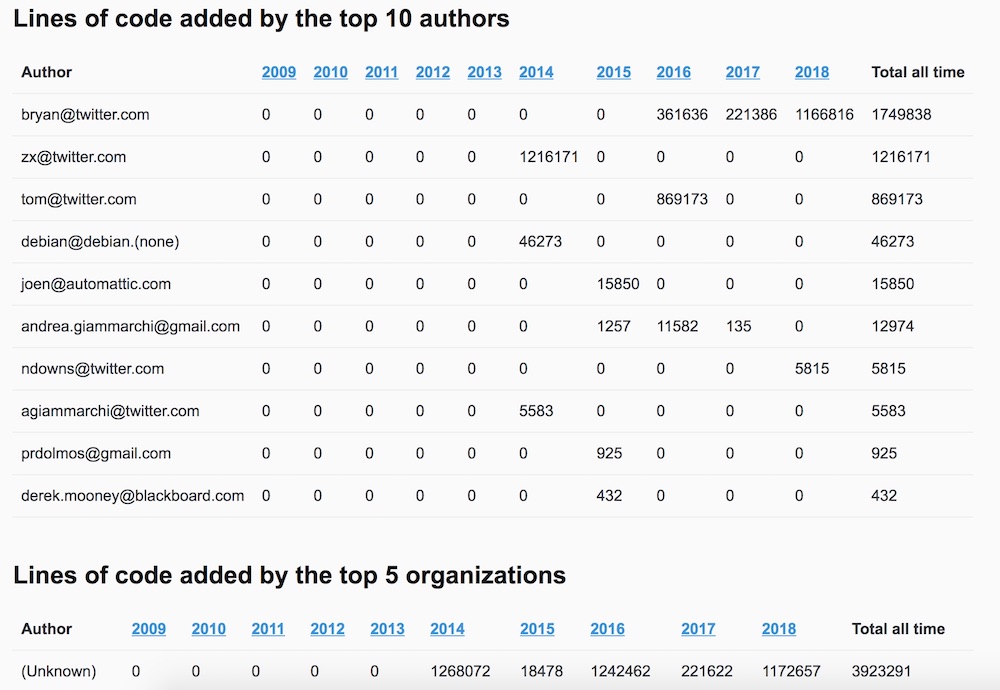 Lines of code added by the top 10 authors
Author 2009 2010 2011 2012 2013 2014 2015 2016 2017 2018 Total all time
bryan@twitter.com 0 0 0 0 0 0 0 361636 221386 1166816 1749838
zx@twitter.com 0 0 0 0 0 1216171 0 0 0 0 1216171
tom@twitter.com 0 0 0 0 0 0 0 869173 0 0 869173
debian@debian.(none) 0 0 0 0 0 46273 0 0 0 0 46273
joen@automattic.com 0 0 0 0 0 0 15850 0 0 0 15850
andrea.giammarchi@gmail.com 0 0 0 0 0 0 1257 11582 135 0 12974
ndowns@twitter.com 0 0 0 0 0 0 0 0 0 5815 5815
agiammarchi@twitter.com 0 0 0 0 0 5583 0 0 0 0 5583
prdolmos@gmail.com 0 0 0 0 0 0 925 0 0 0 925
derek.mooney@blackboard.com 0 0 0 0 0 0 432 0 0 0 432
Lines of code added by the top 5 organizations
Author 2009 2010 2011 2012 2013 2014 2015 2016 2017 2018 Total all time
(Unknown) 0 0 0 0 0 1268072 18478 1242462 221622 1172657 3923291